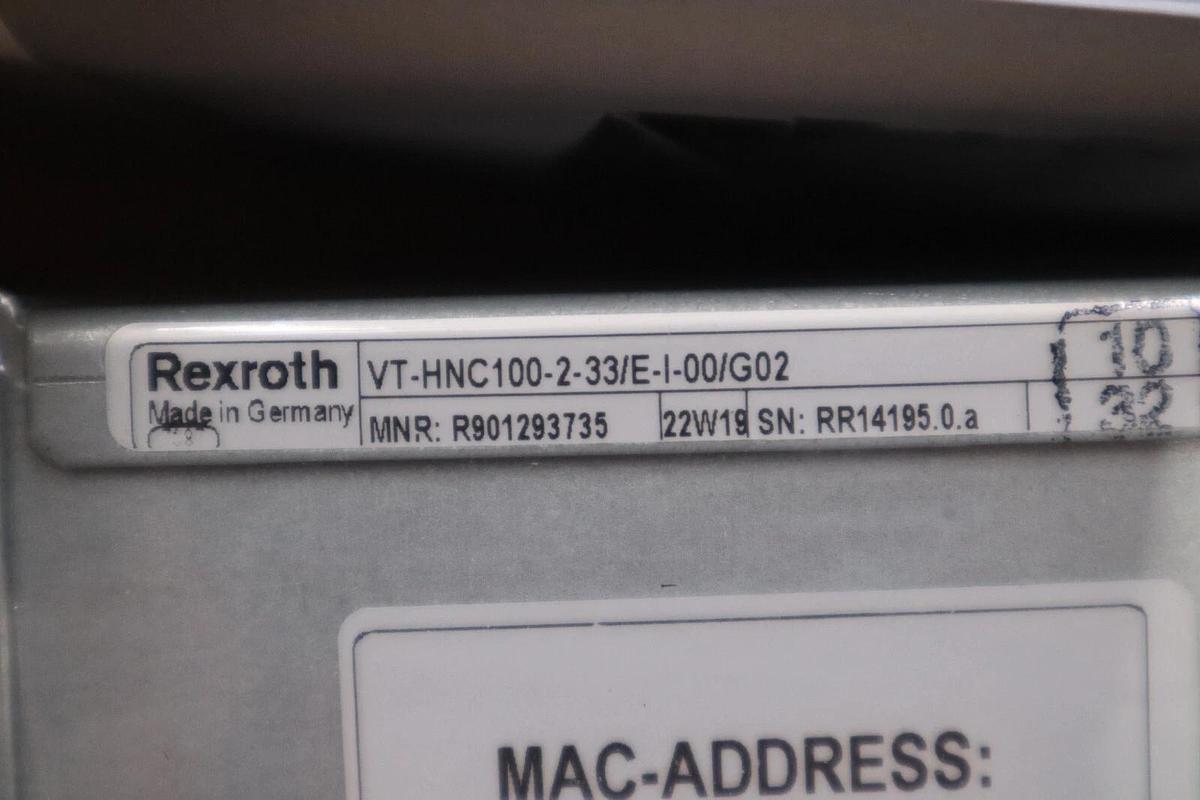 Rexroth
Made in Germany
VT-HNC100-2-33/E-I-00/G02
MNR: R901293735
22W19
SN: RR14195.0.a
10
32
MAC-ADDRESS: